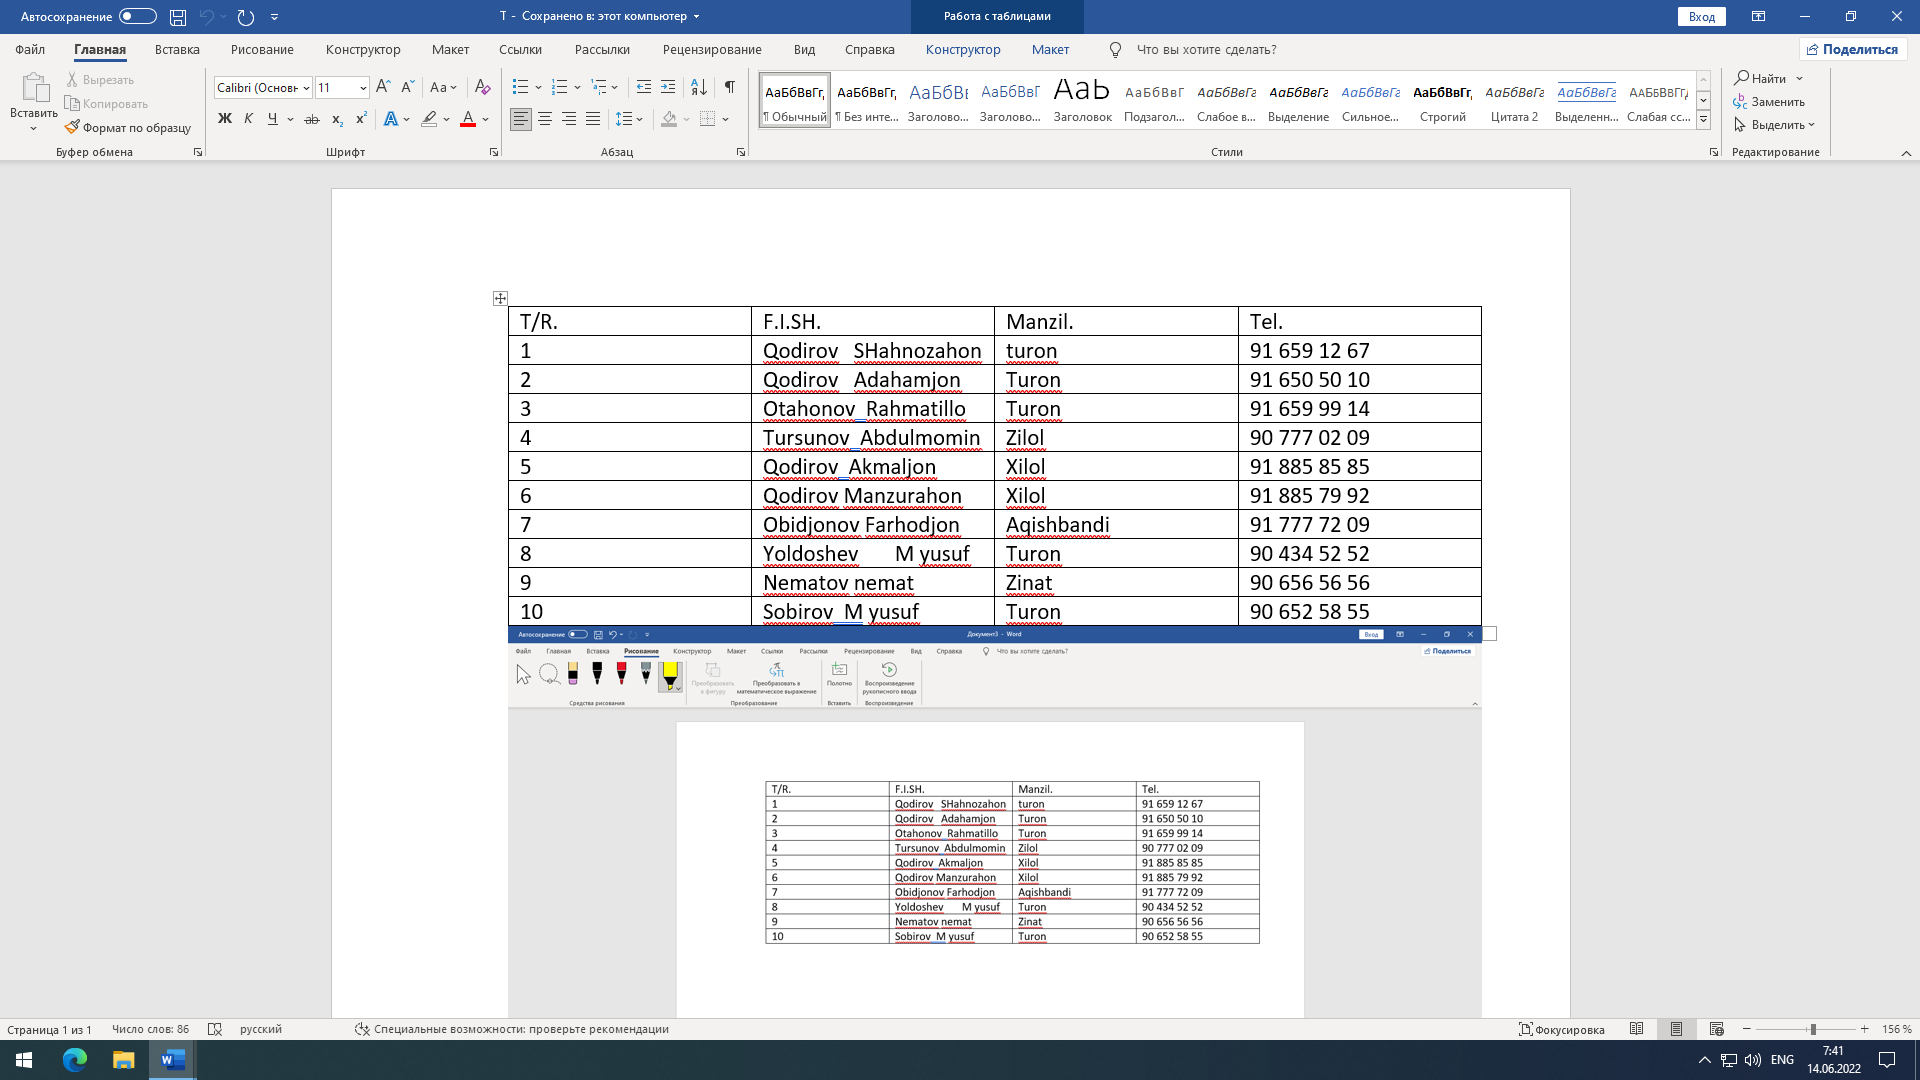 Автосохранение T - Сохранено в: этот компьютер Работа с таблицами Вход
Файл Главная Вставка Рисование Конструктор Макет Ссылки Рассылки Рецензирование Вид Справка Конструктор Макет Что вы хотите сделать? Поделиться
Вставить
Вырезать
Копировать
Формат по образцу
Буфер обмена
Calibri (Основн 11
Ж К Ч ab x₂ x²
Шрифт
Абзац
АаБбВвГг, АаБбВвГг, АаБбВвГ АаБбВвГ АаЬ АаБбВвГ АаБбВвГг АаБбВвГг АаБбВвГг АаБбВвГг, АаБбВвГг АаБбВвГг ААББВВГГД
¶ Обычный ¶ Без инте... Заголово... Заголово... Заголовок Подзагол... Слабое в... Выделение Сильное... Строгий Цитата 2 Выделенн... Слабая сс...
Стили
Найти
Заменить
Выделить
Редактирование
T/R. F.I.SH. Manzil. Tel.
1 Qodirov SHahnozahon turon 91 659 12 67
2 Qodirov Adahamjon Turon 91 650 50 10
3 Otahonov Rahmatillo Turon 91 659 99 14
4 Tursunov Abdulmomin Zilol 90 777 02 09
5 Qodirov Akmaljon Xilol 91 885 85 85
6 Qodirov Manzurahon Xilol 91 885 79 92
7 Obidjonov Farhodjon Aqishbandi 91 777 72 09
8 Yoldoshev M yusuf Turon 90 434 52 52
9 Nematov nemat Zinat 90 656 56 56
10 Sobirov M yusuf Turon 90 652 58 55
Автосохранение Документ3 - Word Вход
Файл Главная Вставка Рисование Конструктор Макет Ссылки Рассылки Рецензирование Вид Справка Что вы хотите сделать? Поделиться
Преобразовать в фигуру Преобразовать в математическое выражение Полотно Воспроизведение рукописного ввода
Средства рисования Преобразование Вставить Воспроизведение
T/R. F.I.SH. Manzil. Tel.
1 Qodirov SHahnozahon turon 91 659 12 67
2 Qodirov Adahamjon Turon 91 650 50 10
3 Otahonov Rahmatillo Turon 91 659 99 14
4 Tursunov Abdulmomin Zilol 90 777 02 09
5 Qodirov Akmaljon Xilol 91 885 85 85
6 Qodirov Manzurahon Xilol 91 885 79 92
7 Obidjonov Farhodjon Aqishbandi 91 777 72 09
8 Yoldoshev M yusuf Turon 90 434 52 52
9 Nematov nemat Zinat 90 656 56 56
10 Sobirov M yusuf Turon 90 652 58 55
Страница 1 из 1 Число слов: 86 русский Специальные возможности: проверьте рекомендации Фокусировка 156 %
ENG 7:41
14.06.2022